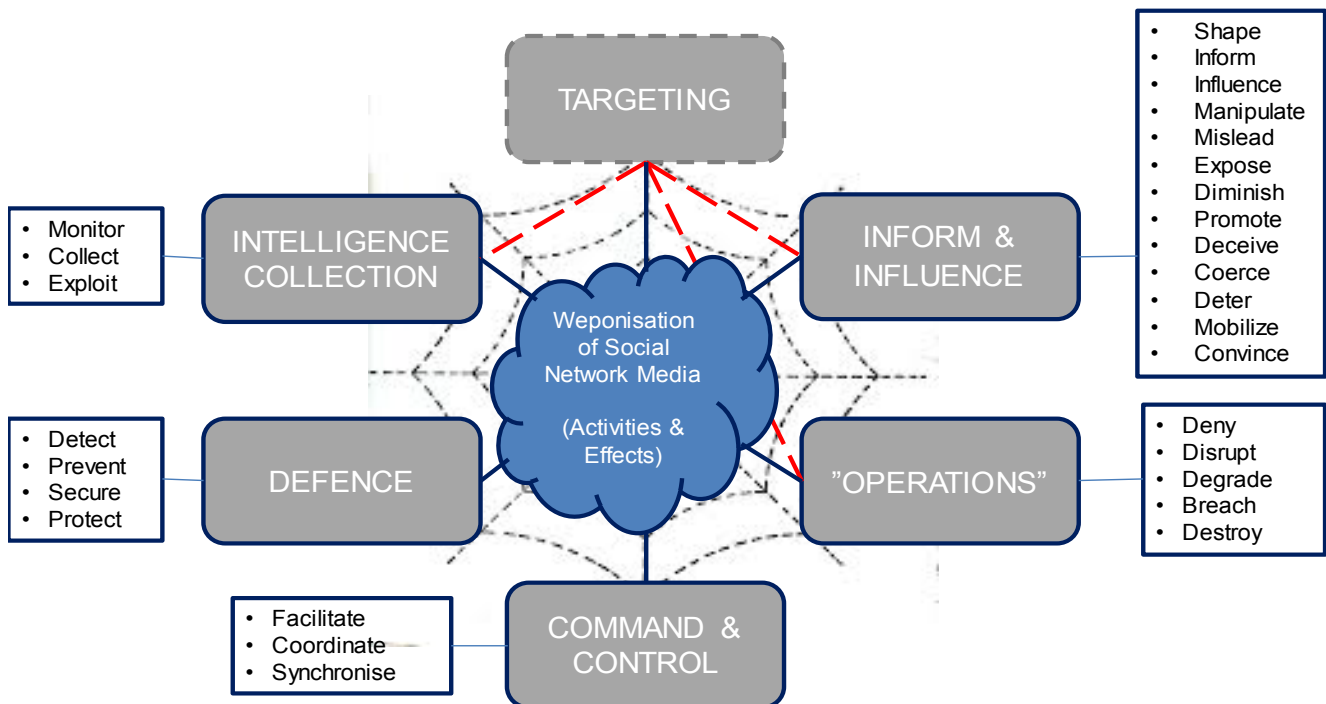 TARGETING
• Shape
• Inform
• Influence
• Manipulate
• Mislead
• Expose
• Diminish
• Promote
• Deceive
• Coerce
• Deter
• Mobilize
• Convince
• Monitor
• Collect
• Exploit
INTELLIGENCE
COLLECTION
INFORM &
INFLUENCE
Weponisation
of Social
Network Media
(Activities &
Effects)
• Detect
• Prevent
• Secure
• Protect
DEFENCE
”OPERATIONS”
• Deny
• Disrupt
• Degrade
• Breach
• Destroy
• Facilitate
• Coordinate
• Synchronise
COMMAND &
CONTROL